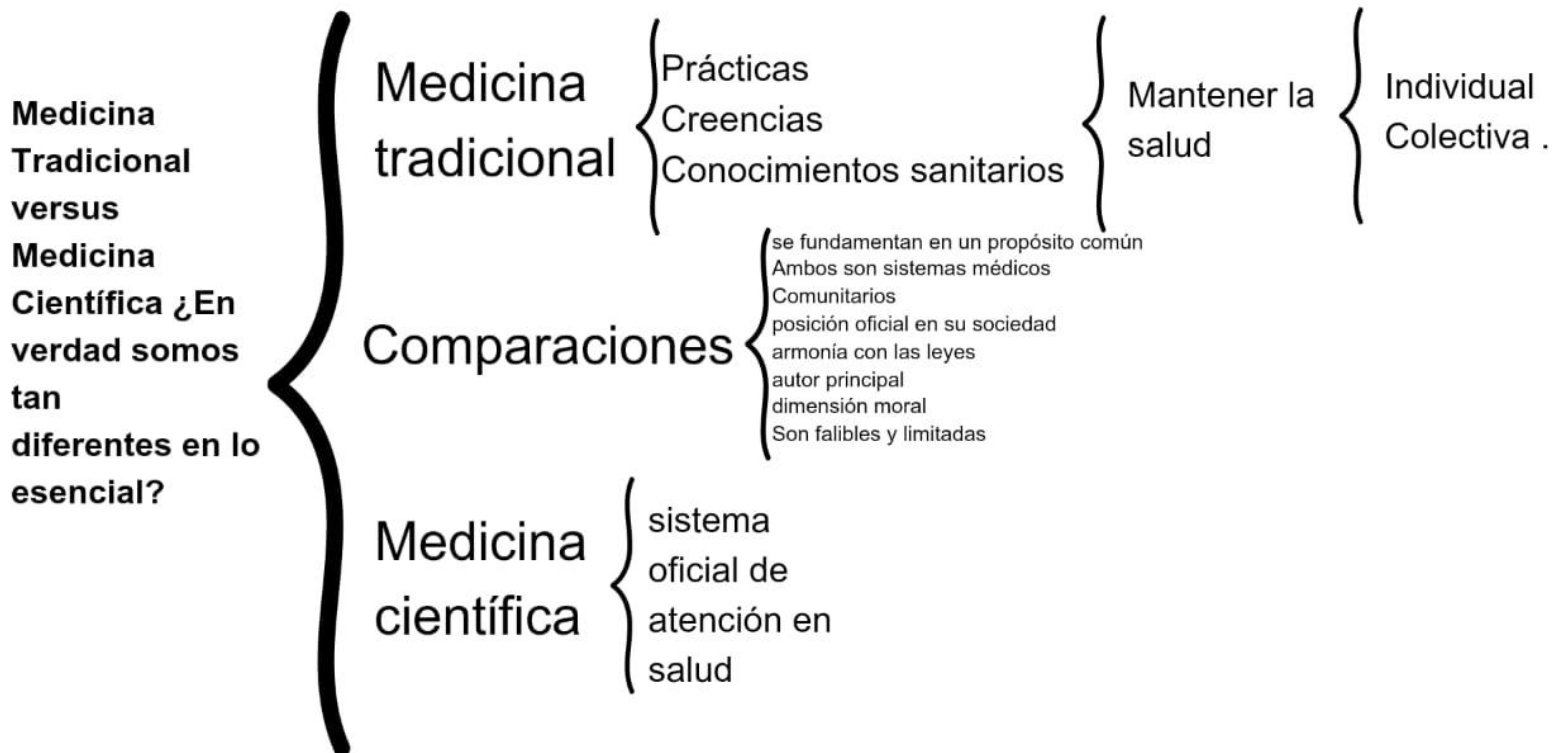 Medicina
Tradicional
versus
Medicina
Científica ¿En
verdad somos
tan
diferentes en lo
esencial?
Medicina
tradicional
Prácticas
Creencias
Conocimientos sanitarios
Mantener la
salud
Individual
Colectiva .
Comparaciones
se fundamentan en un propósito común
Ambos son sistemas médicos
Comunitarios
posición oficial en su sociedad
armonía con las leyes
autor principal
dimensión moral
Son falibles y limitadas
Medicina
científica
sistema
oficial de
atención en
salud